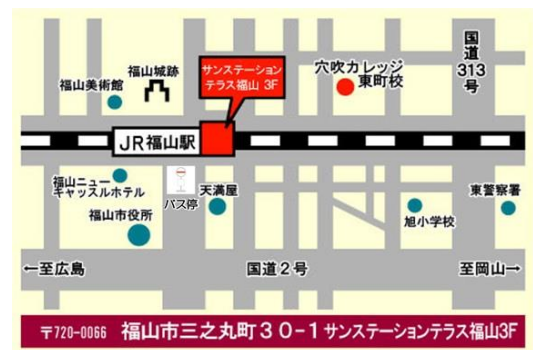 国道313号
サンステーション
テラス福山 3F
福山城跡
福山美術館
穴吹カレッジ
東町校
JR福山駅
福山ニュー
キャッスルホテル
バス停
天満屋
福山市役所
旭小学校
東警察署
←至広島
国道2号
至岡山→
〒720-0066 福山市三之丸町30-1 サンステーションテラス福山3F